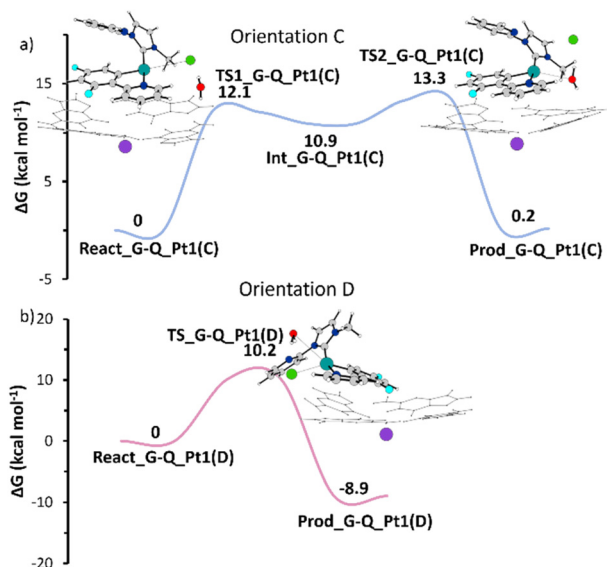 a)
Orientation C
TS1_G-Q_Pt1(C)
12.1
TS2_G-Q_Pt1(C)
13.3
15
5
-5
ΔG (kcal mol⁻¹)
10.9
Int_G-Q_Pt1(C)
0
React_G-Q_Pt1(C)
0.2
Prod_G-Q_Pt1(C)
Orientation D
b)
20
10
0
-10
-20
ΔG (kcal mol⁻¹)
TS_G-Q_Pt1(D)
10.2
0
React_G-Q_Pt1(D)
-8.9
Prod_G-Q_Pt1(D)